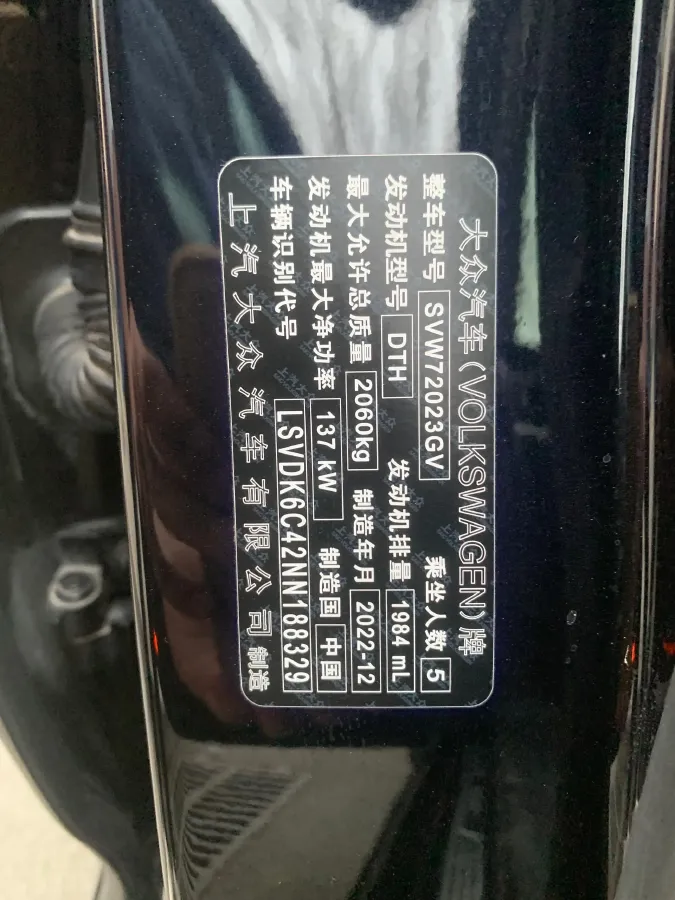 大众汽车(VOLKSWAGEN)牌
整车型号 SVW72023GV 乘坐人数 5
发动机型号 DTH 发动机排量 1984 mL
最大允许总质量 2060kg 制造年月 2022-12
发动机最大净功率 137 kW 制造国 中国
车辆识别代号 LSVDK6C42NN188329
上汽大众汽车有限公司 制造